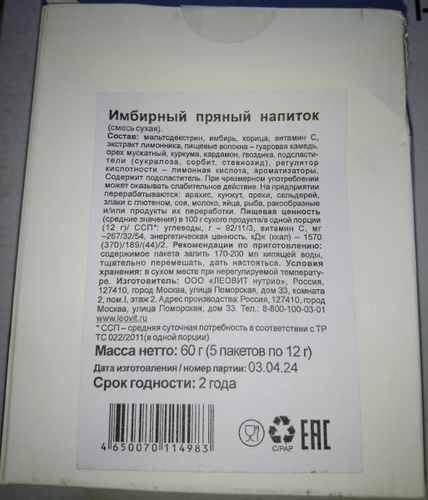 Имбирный пряный напиток
(смесь сухая).
Состав: мальтодекстрин, имбирь, корица, витамин С,
экстракт лимонника, пищевые волокна – гуаровая камедь,
орех мускатный, куркума, кардамон, гвоздика, подсласти-
тели (сукралоза, сорбит, стевиозид), регулятор
кислотности – лимонная кислота, ароматизаторы.
Содержит подсластитель. При чрезмерном употреблении
может оказывать слабительное действие. На предприятии
перерабатываются: арахис, кунжут, орехи, сельдерей,
злаки с глютеном, соя, молоко, яйца, рыба, ракообразные
и/или продукты их переработки. Пищевая ценность
(средние значения) в 100 г сухого продукта/в одной порции
(12 г)/ ССП*: углеводы, г – 92/11/3, витамин С, мг
–267/32/54, энергетическая ценность, кДж (ккал) – 1570
(370)/189/(44)/2. Рекомендации по приготовлению:
содержимое пакета залить 170-200 мл кипящей воды,
тщательно перемешать, дать настояться. Условия
хранения: в сухом месте при нерегулируемой температу-
ре. Изготовитель: ООО «ЛЕОВИТ нутрио», Россия,
127410, город Москва, улица Поморская, дом 33, комната
2, пом.I, этаж 2. Адрес производства: Россия, 127410, город
Москва, улица Поморская, дом 33. Тел.: 8-800-100-03-01
www.leovit.ru
* ССП – средняя суточная потребность в соответствии с ТР
ТС 022/2011(в одной порции)
Масса нетто: 60 г (5 пакетов по 12 г)
Дата изготовления / номер партии: 03.04.24
Срок годности: 2 года
4 650070 114983
C/PAP
EAC